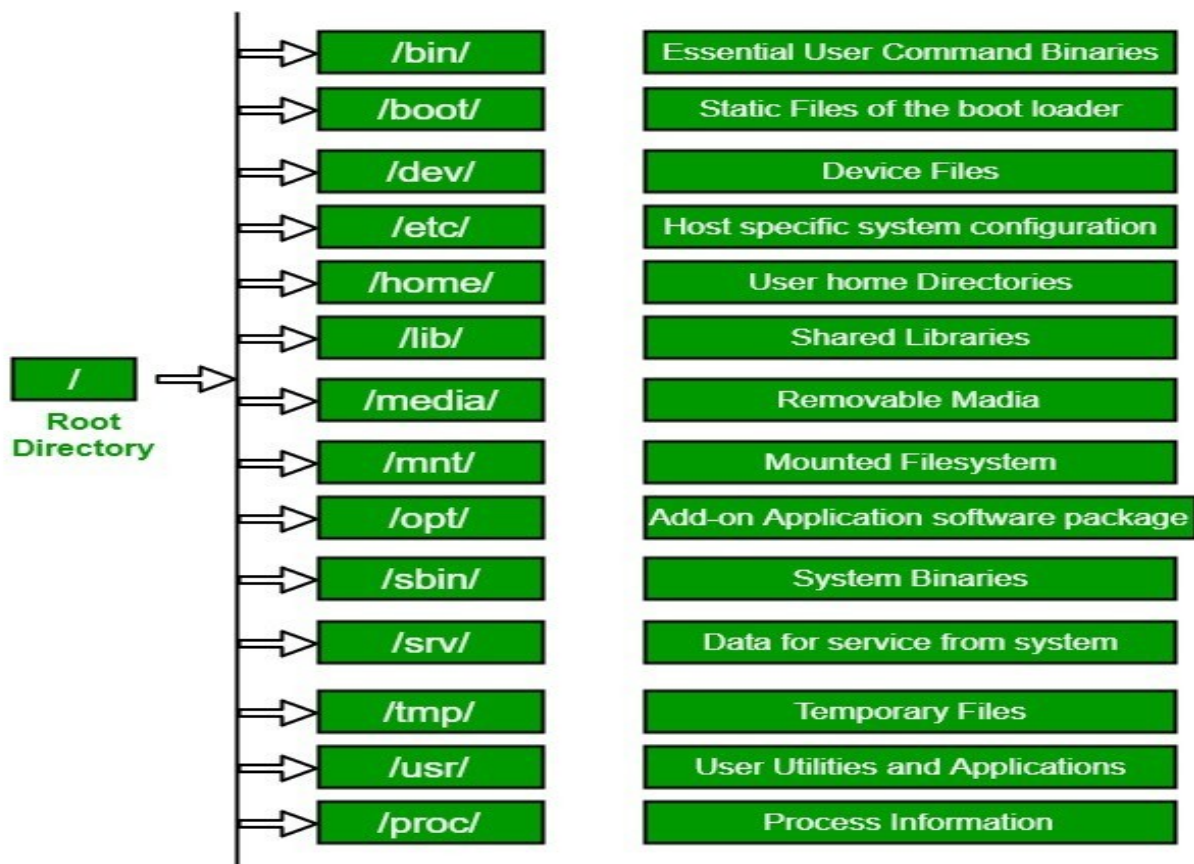 /bin/ Essential User Command Binaries
/boot/ Static Files of the boot loader
/dev/ Device Files
/etc/ Host specific system configuration
/home/ User home Directories
/lib/ Shared Libraries
/
Root
Directory
/media/ Removable Madia
/mnt/ Mounted Filesystem
/opt/ Add-on Application software package
/sbin/ System Binaries
/srv/ Data for service from system
/tmp/ Temporary Files
/usr/ User Utilities and Applications
/proc/ Process Information